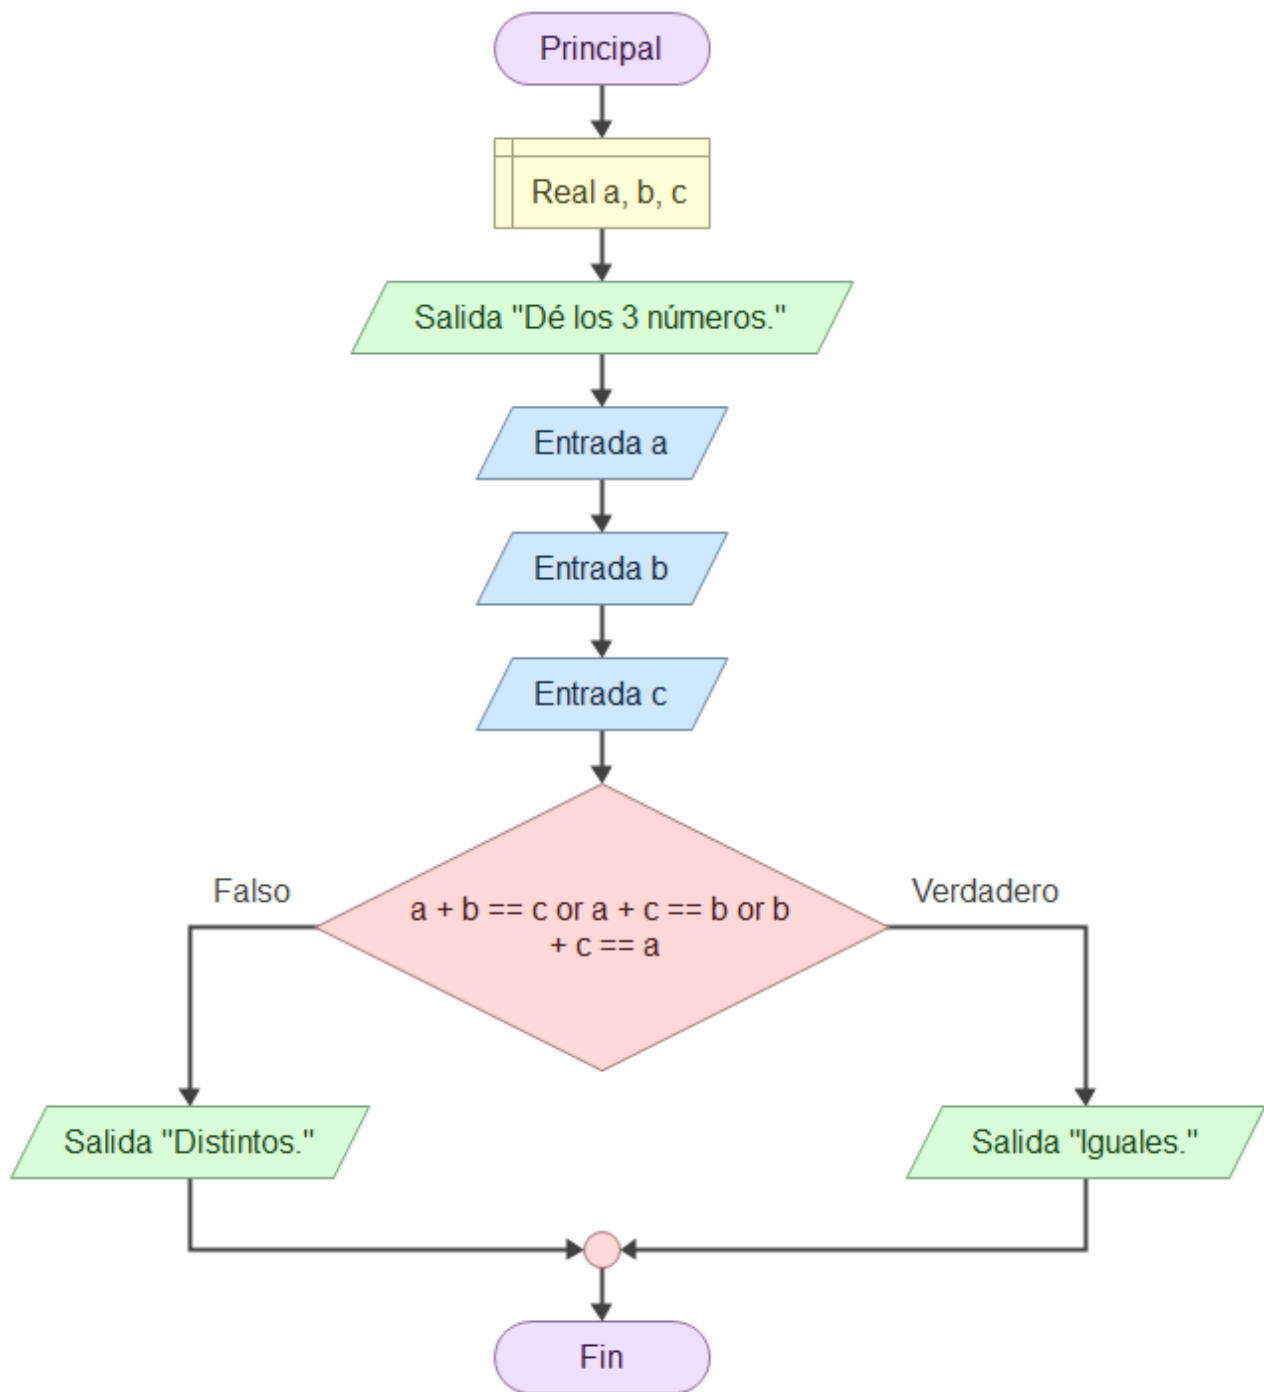 Principal
Real a, b, c
Salida "Dé los 3 números."
Entrada a
Entrada b
Entrada c
Falso
Verdadero
a + b == c or a + c == b or b
+ c == a
Salida "Distintos."
Salida "Iguales."
Fin